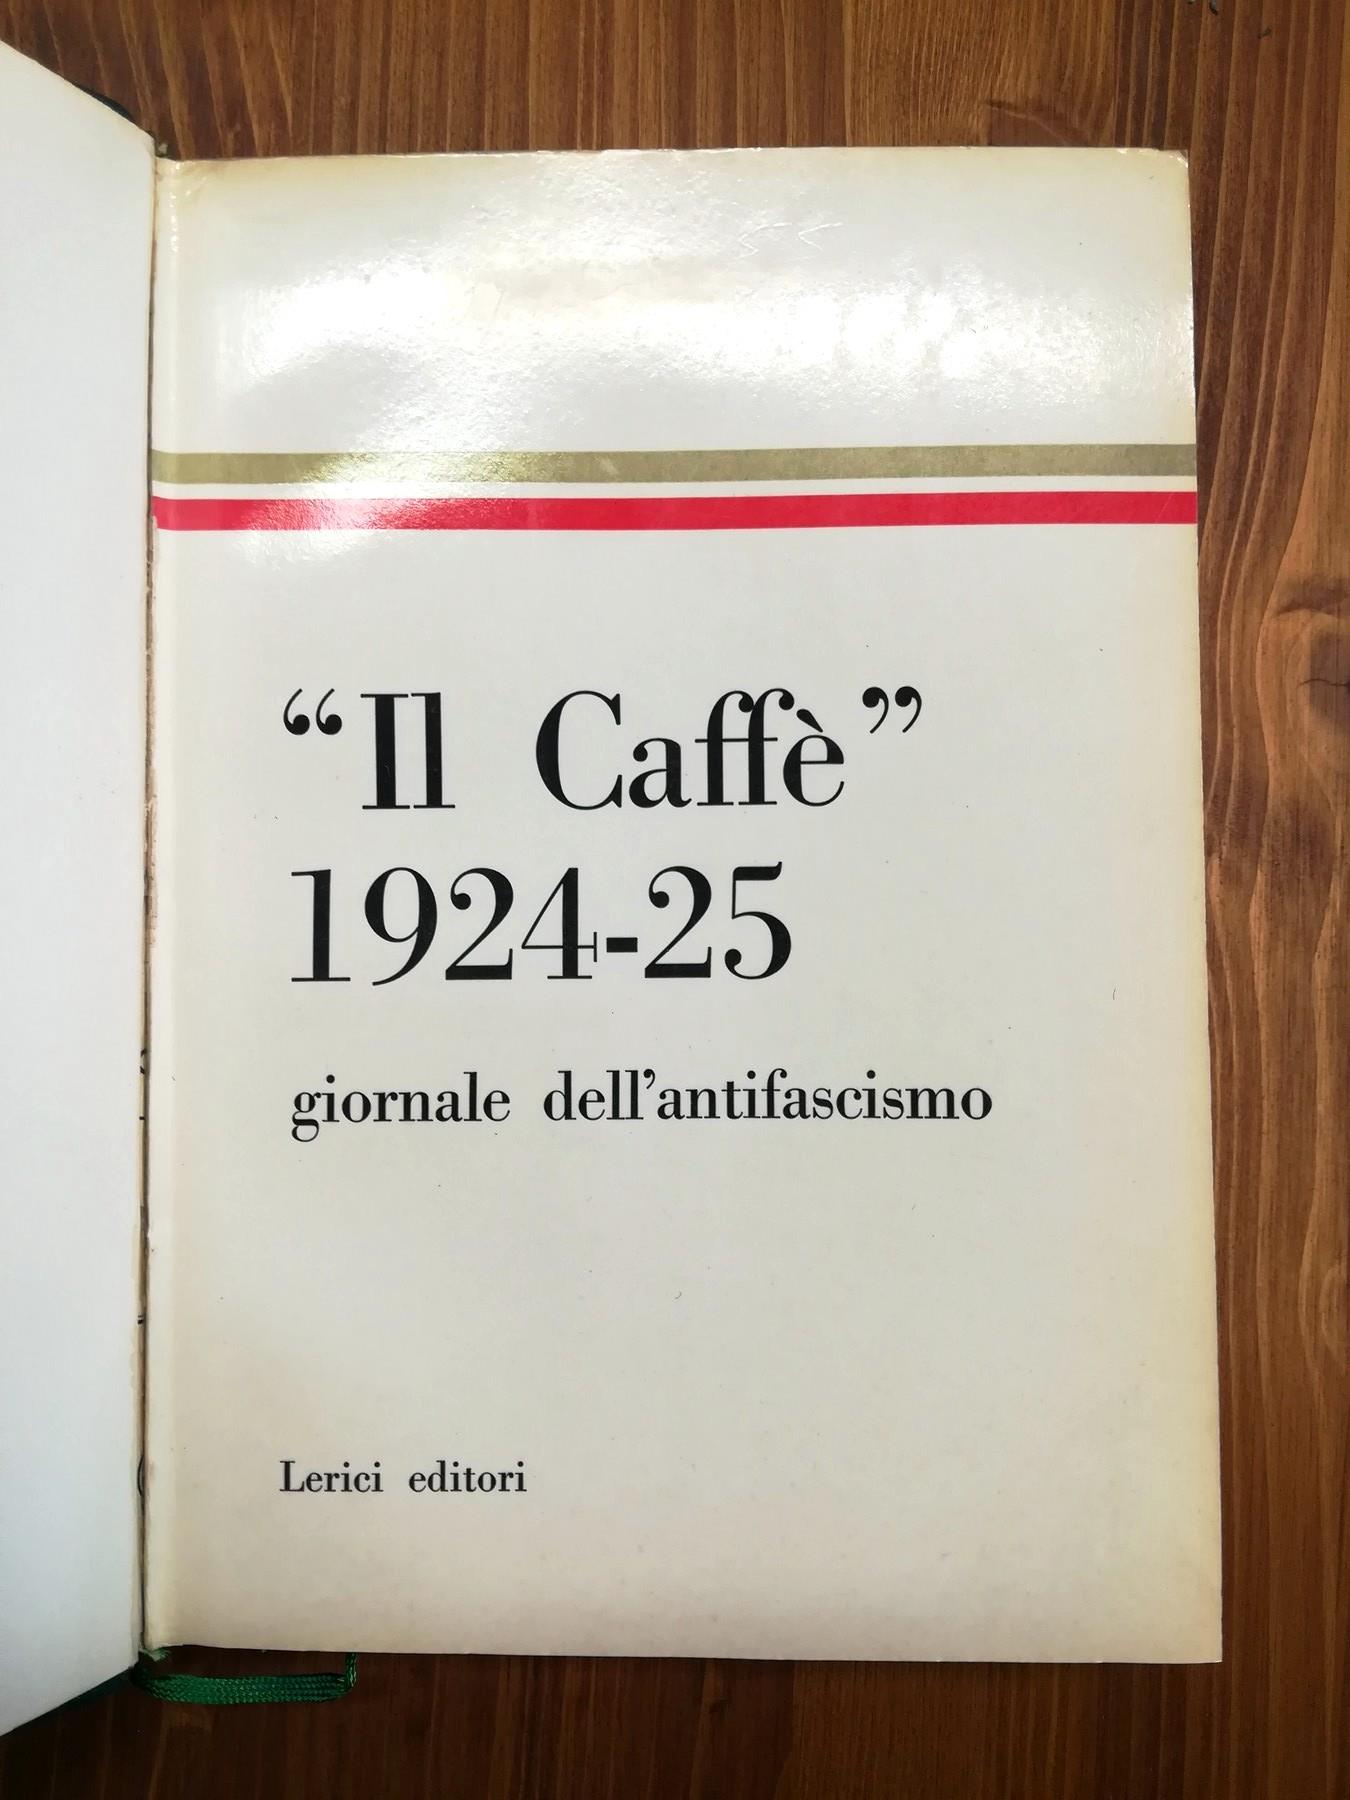 “Il Caffè”
1924-25
giornale dell’antifascismo
Lerici editori